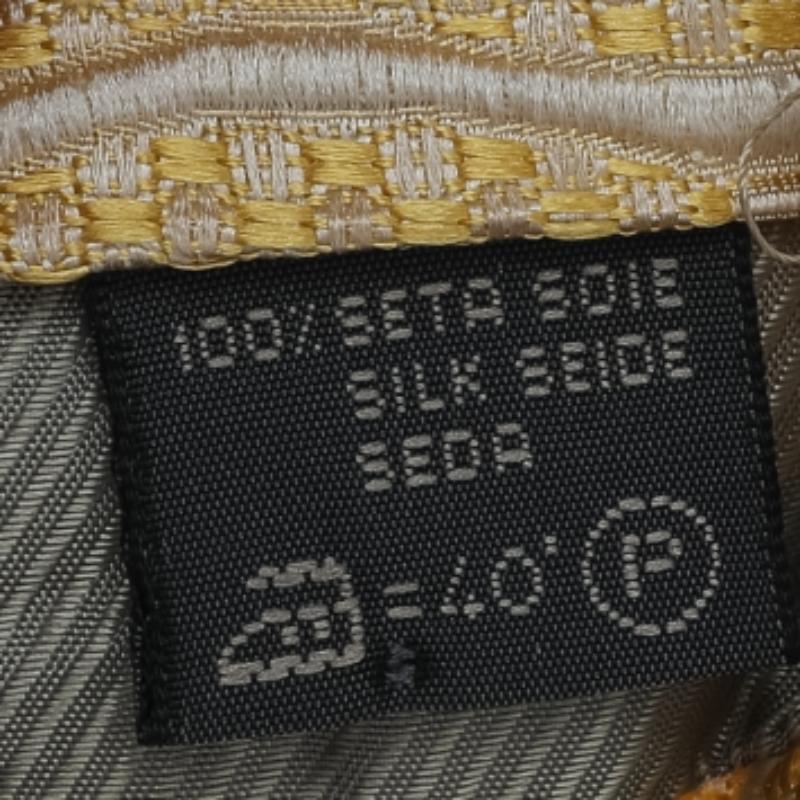 100% SETA SOIE
SILK SEIDE
SEDA
=40° P